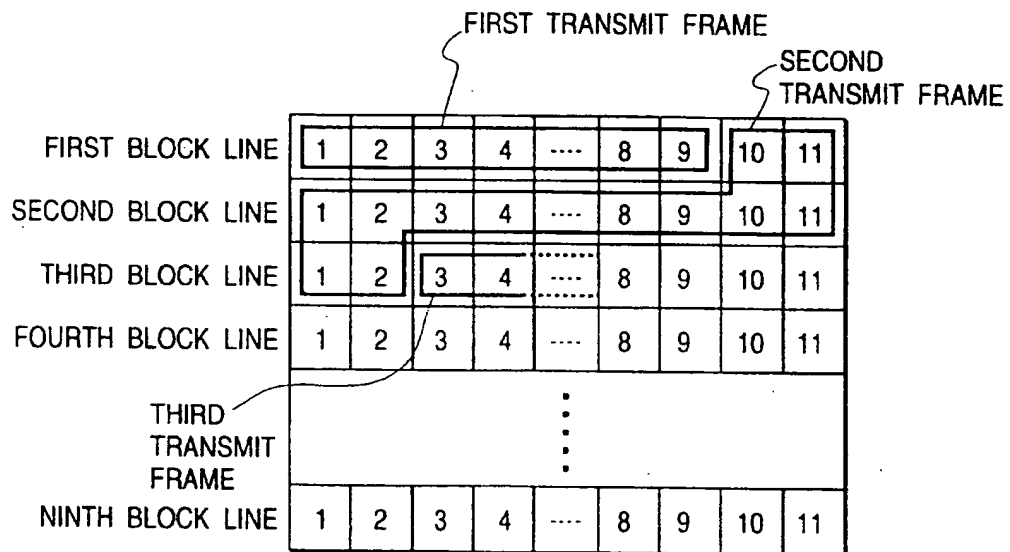 FIRST TRANSMIT FRAME
SECOND
TRANSMIT FRAME
FIRST BLOCK LINE 1 2 3 4 ---- 8 9 10 11
SECOND BLOCK LINE 1 2 3 4 ---- 8 9 10 11
THIRD BLOCK LINE 1 2 3 4 ---- 8 9 10 11
FOURTH BLOCK LINE 1 2 3 4 ---- 8 9 10 11
THIRD
TRANSMIT
FRAME
NINTH BLOCK LINE 1 2 3 4 ---- 8 9 10 11